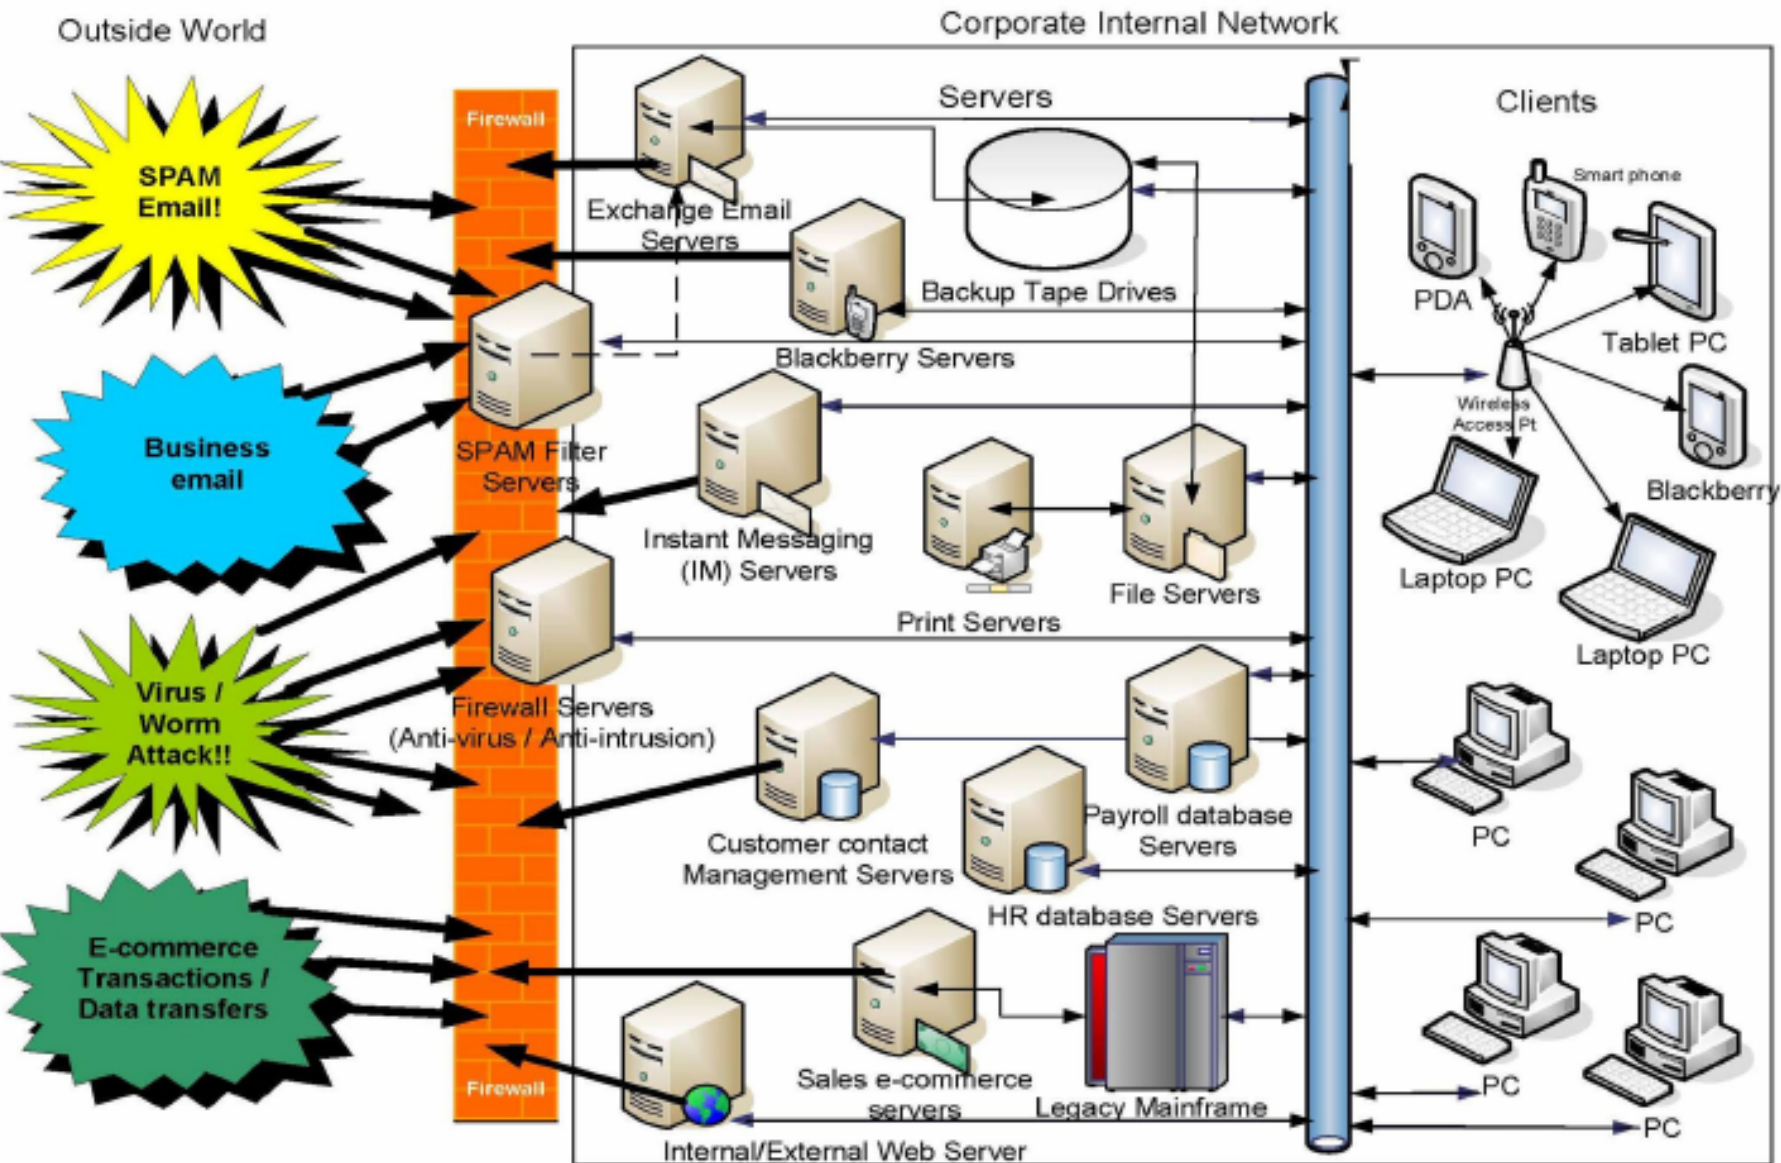 Outside World
Corporate Internal Network
Firewall
Servers
Clients
SPAM
Email!
Smart phone
Exchange Email
Servers
PDA
Backup Tape Drives
Tablet PC
Blackberry Servers
Wireless
Access Pt
Business
email
SPAM Filter
Servers
Blackberry
Instant Messaging
(IM) Servers
Laptop PC
File Servers
Print Servers
Laptop PC
Virus /
Worm
Attack!!
Firewall Servers
(Anti-virus / Anti-intrusion)
Payroll database
Servers
PC
Customer contact
Management Servers
HR database Servers
PC
E-commerce
Transactions /
Data transfers
Firewall
Sales e-commerce
servers
Legacy Mainframe
PC
PC
Internal/External Web Server